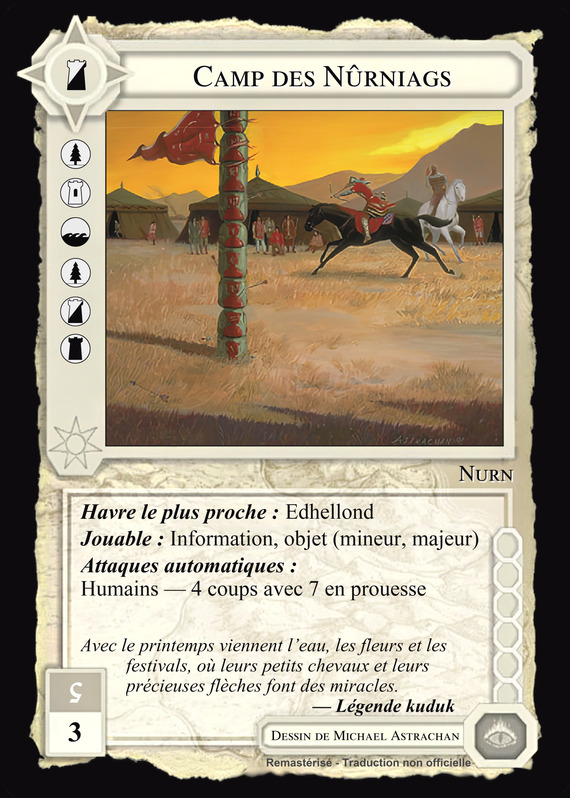 Camp des Nûrniags
Nurn
Havre le plus proche : Edhellond
Jouable : Information, objet (mineur, majeur)
Attaques automatiques :
Humains — 4 coups avec 7 en prouesse
Avec le printemps viennent l’eau, les fleurs et les
festivals, où leurs petits chevaux et leurs
précieuses flèches font des miracles.
— Légende kuduk
3
Dessin de Michael Astrachan
Remastérisé - Traduction non officielle